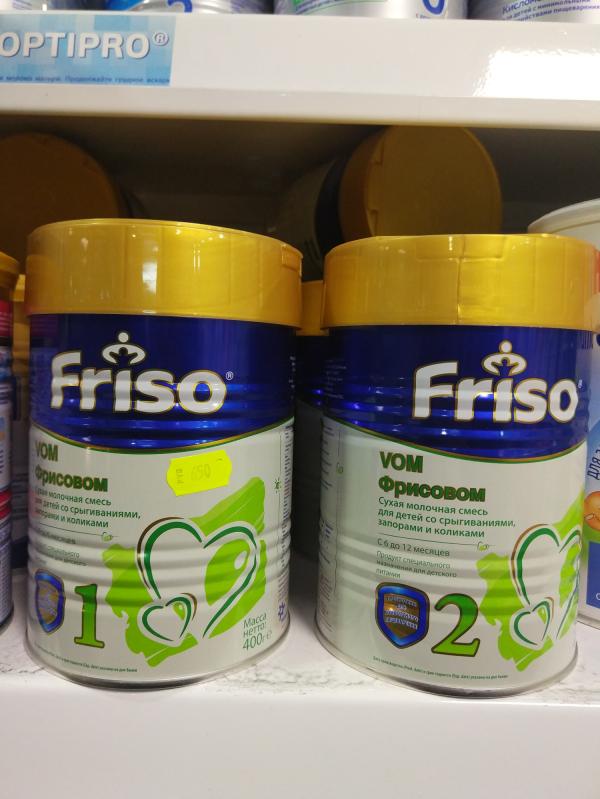 OPTIPRO®
Friso®
VOM
Фрисовом
Сухая молочная смесь
для детей со срыгиваниями,
запорами и коликами
1
Масса
нетто:
400г
650
Friso®
VOM
Фрисовом
Сухая молочная смесь
для детей со срыгиваниями,
запорами и коликами
С 6 до 12 месяцев
Продукт специального
назначения для детского
питания
2